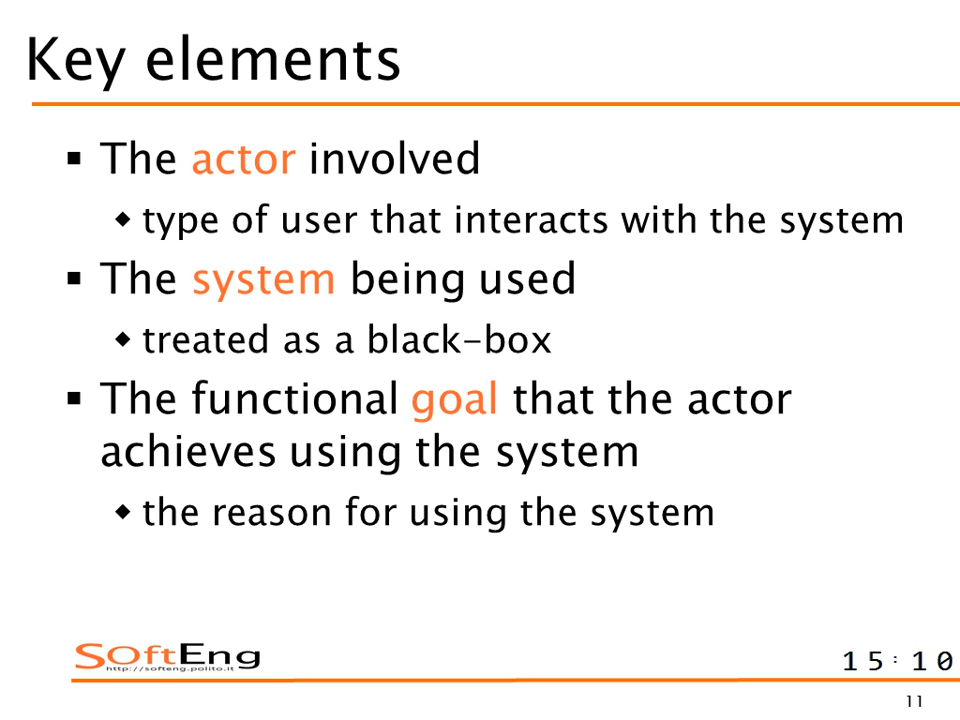 Key elements
▪ The actor involved
◆ type of user that interacts with the system
▪ The system being used
◆ treated as a black-box
▪ The functional goal that the actor
achieves using the system
◆ the reason for using the system
SOftEng
http://softeng.polito.it
15:10
11